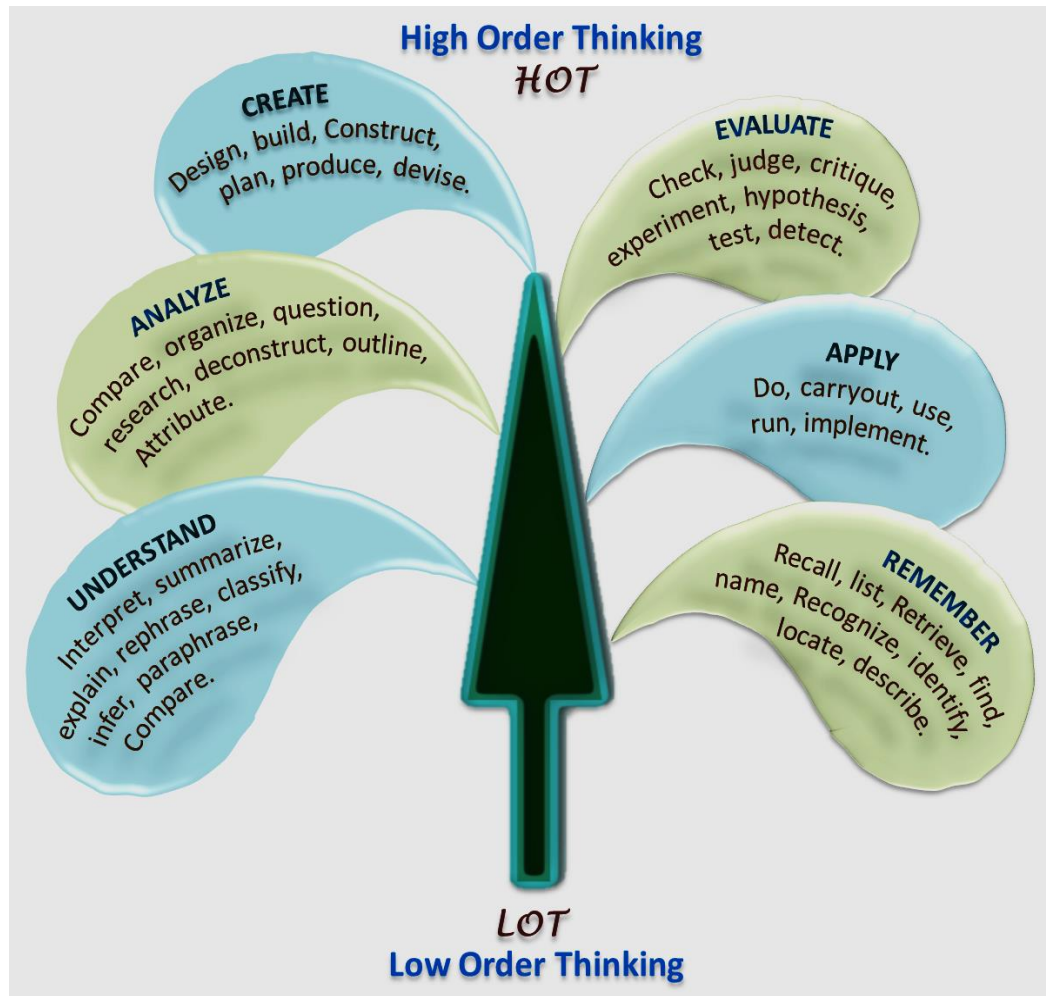 High Order Thinking
HOT
CREATE
Design, build, Construct,
plan, produce, devise.
EVALUATE
Check, judge, critique,
experiment, hypothesis,
test, detect.
ANALYZE
Compare, organize, question,
research, deconstruct, outline,
Attribute.
APPLY
Do, carryout, use,
run, implement.
UNDERSTAND
Interpret, summarize,
explain, rephrase, classify,
infer, paraphrase,
Compare.
REMEMBER
Recall, list, Retrieve, find,
name, Recognize, identify,
locate, describe.
LOT
Low Order Thinking